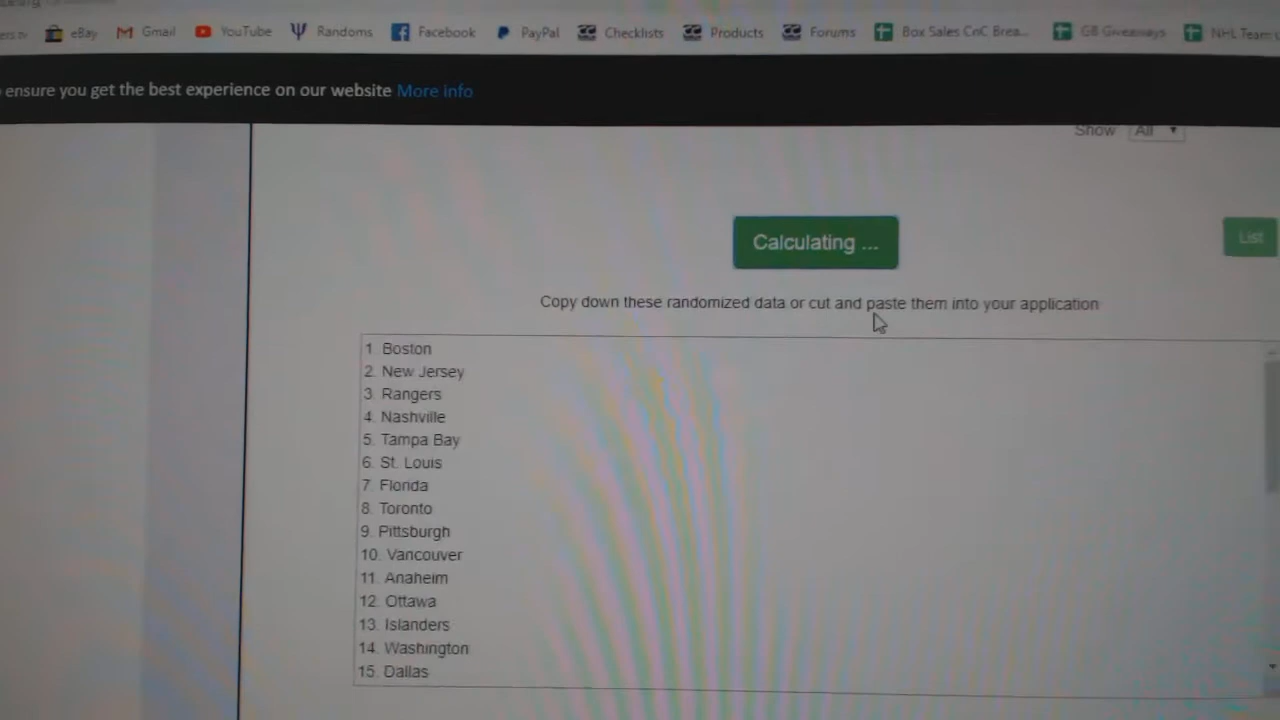 eBay Gmail YouTube Randoms Facebook PayPal Checklists Products Forums Box Sales CnC Brea... GB Giveaways NHL Team
ensure you get the best experience on our website More info
Show All
Calculating ...
List
Copy down these randomized data or cut and paste them into your application
1. Boston
2. New Jersey
3. Rangers
4. Nashville
5. Tampa Bay
6. St. Louis
7. Florida
8. Toronto
9. Pittsburgh
10. Vancouver
11. Anaheim
12. Ottawa
13. Islanders
14. Washington
15. Dallas